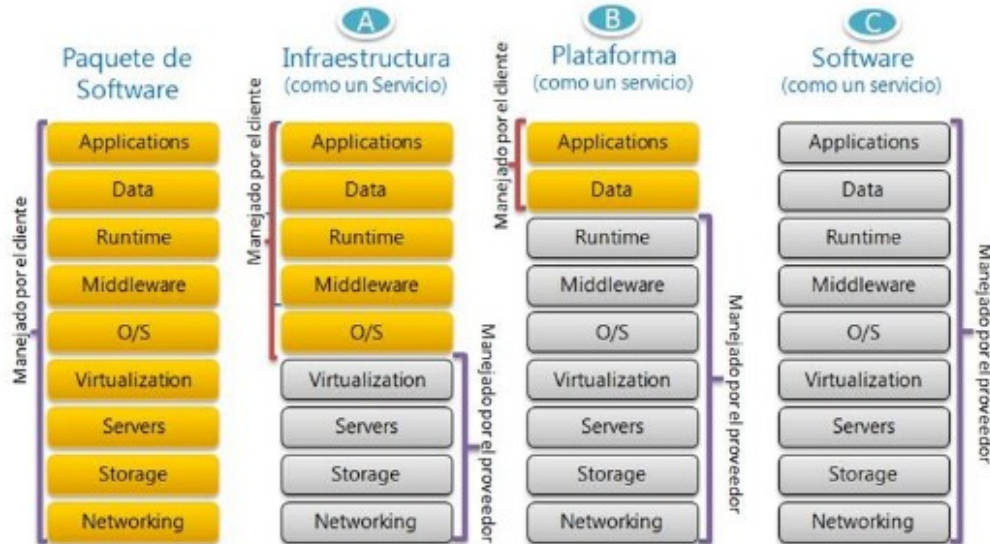 A
B
C
Paquete de
Software
Infraestructura
(como un Servicio)
Plataforma
(como un servicio)
Software
(como un servicio)
Manejado por el cliente
Applications
Data
Runtime
Middleware
O/S
Virtualization
Servers
Storage
Networking
Manejado por el cliente
Applications
Data
Runtime
Middleware
O/S
Virtualization
Servers
Storage
Networking
Manejado por el proveedor
Manejado por el cliente
Applications
Data
Runtime
Middleware
O/S
Virtualization
Servers
Storage
Networking
Manejado por el proveedor
Applications
Data
Runtime
Middleware
O/S
Virtualization
Servers
Storage
Networking
Manejado por el proveedor